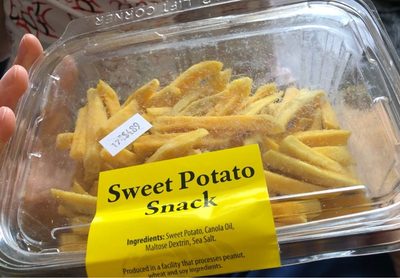 LIFT CORNER
Sweet Potato
Snack
Ingredients: Sweet Potato, Canola Oil,
Maltose Dextrin, Sea Salt.
Produced in a facility that processes peanut,
wheat and soy ingredients.